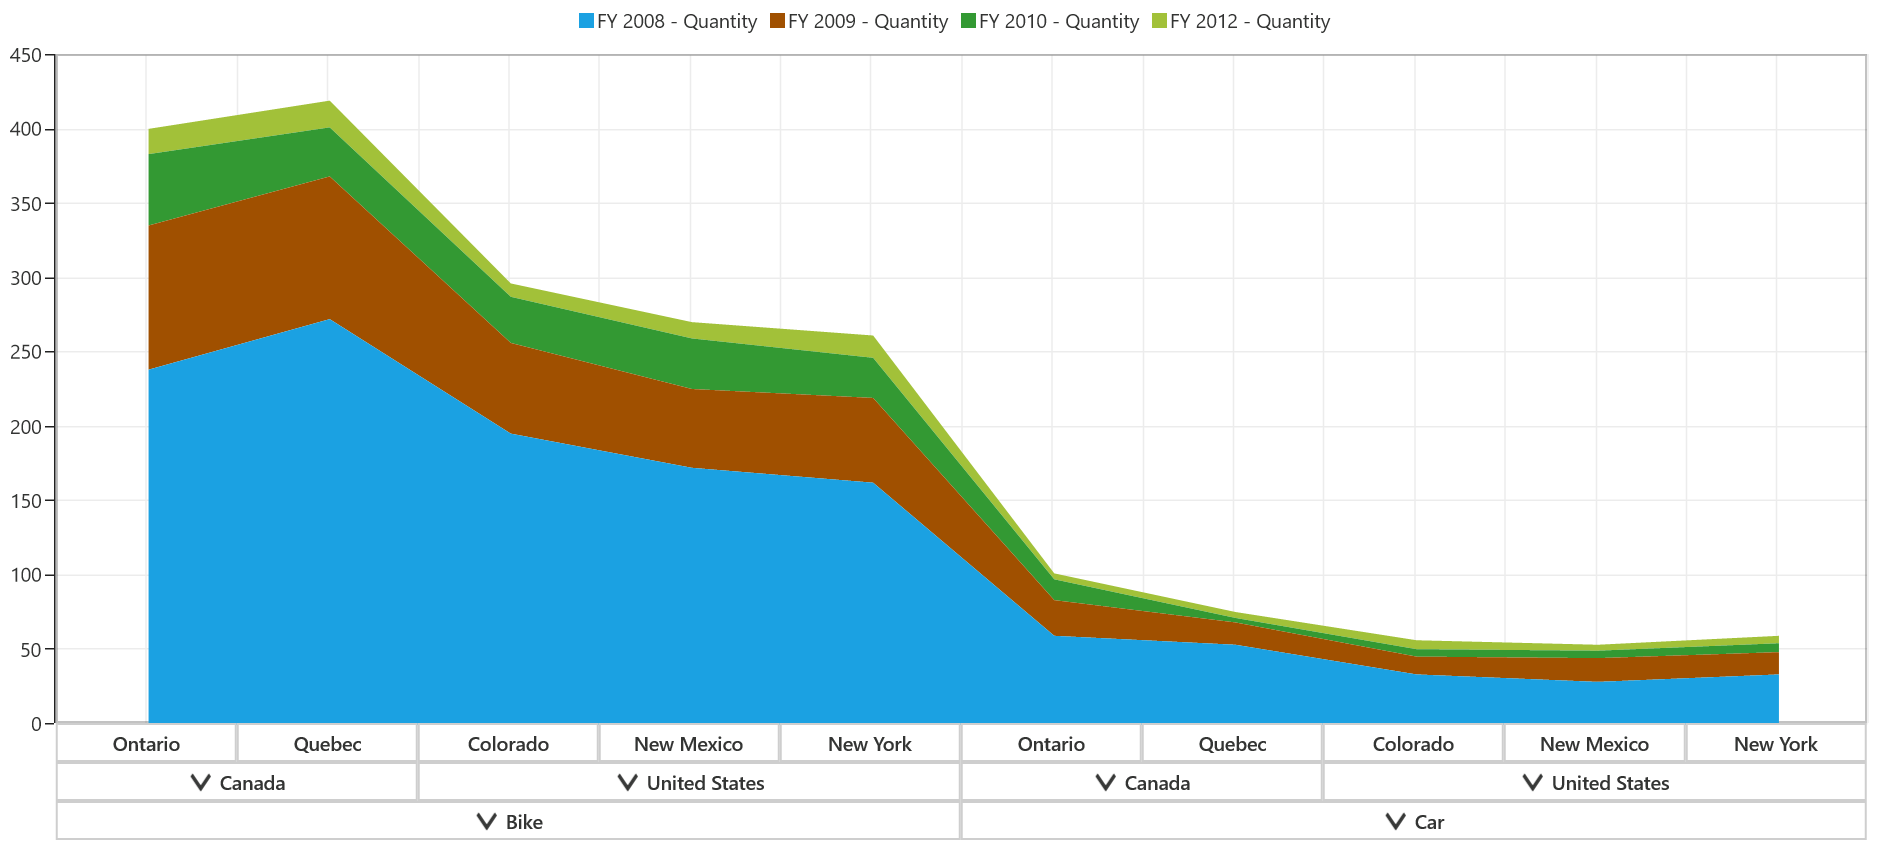 FY 2008 - Quantity FY 2009 - Quantity FY 2010 - Quantity FY 2012 - Quantity
450
400
350
300
250
200
150
100
50
0
Ontario Quebec Colorado New Mexico New York Ontario Quebec Colorado New Mexico New York
Canada United States Canada United States
Bike Car